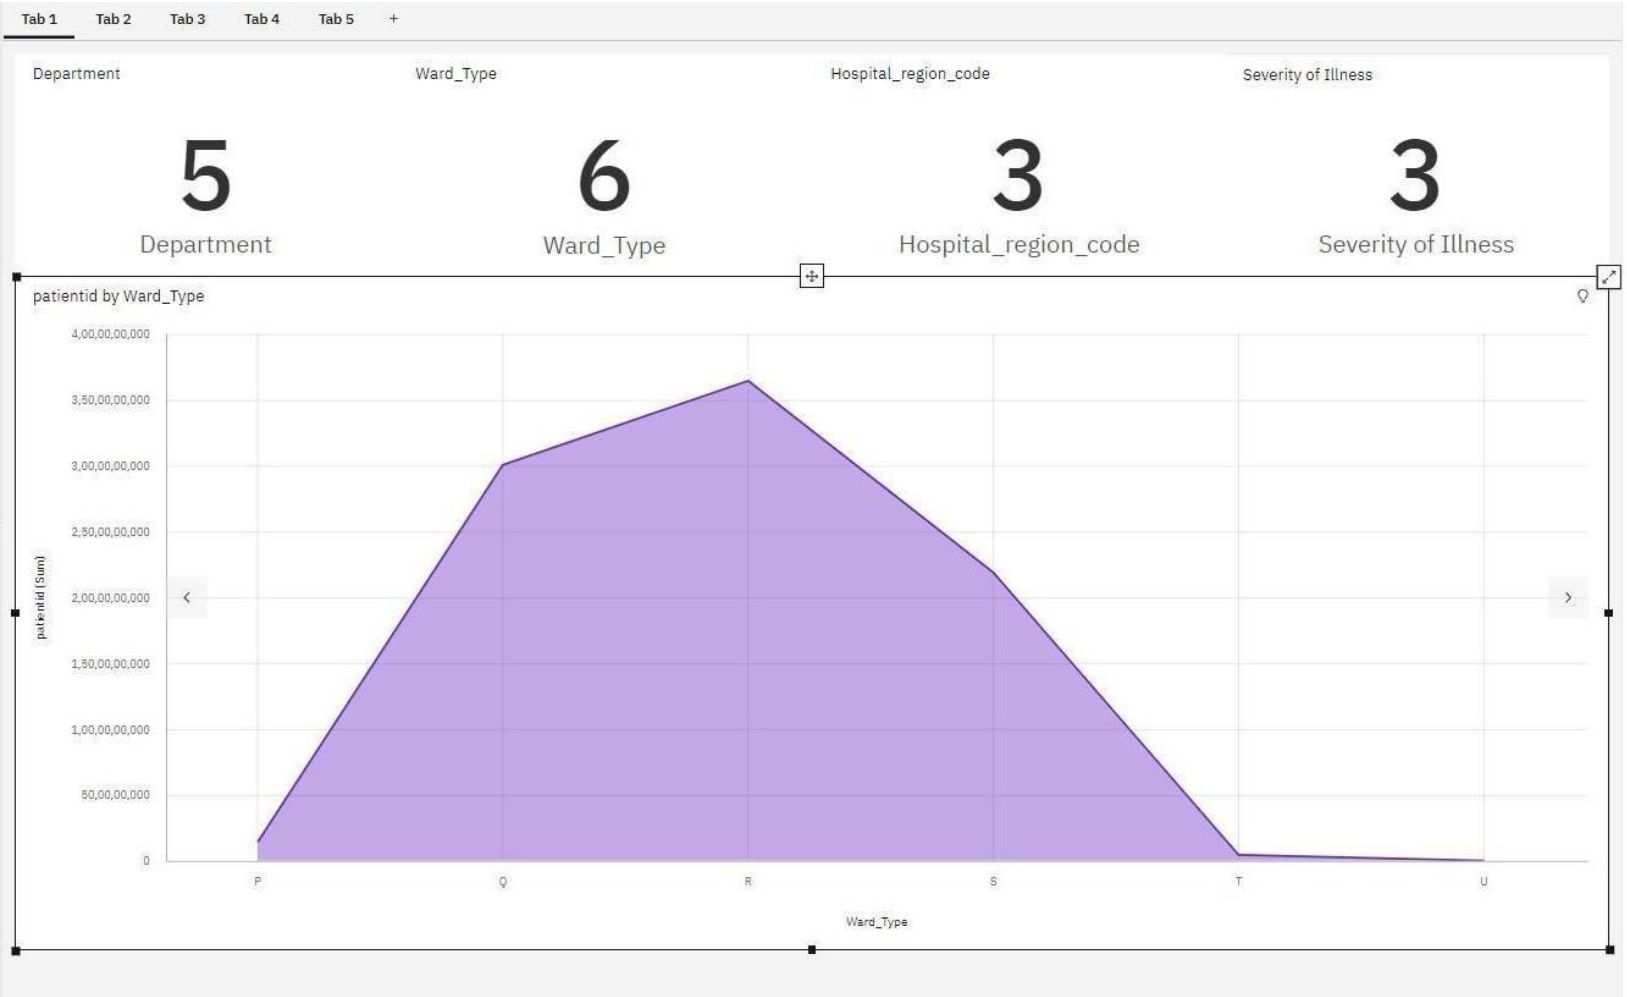 Tab 1 Tab 2 Tab 3 Tab 4 Tab 5 +
Department Ward_Type Hospital_region_code Severity of Illness
5 6 3 3
Department Ward_Type Hospital_region_code Severity of Illness
patientid by Ward_Type
4,00,00,00,000
3,50,00,00,000
3,00,00,00,000
2,50,00,00,000
2,00,00,00,000
1,50,00,00,000
1,00,00,00,000
50,00,00,000
0
patientid (Sum)
P Q R S T U
Ward_Type